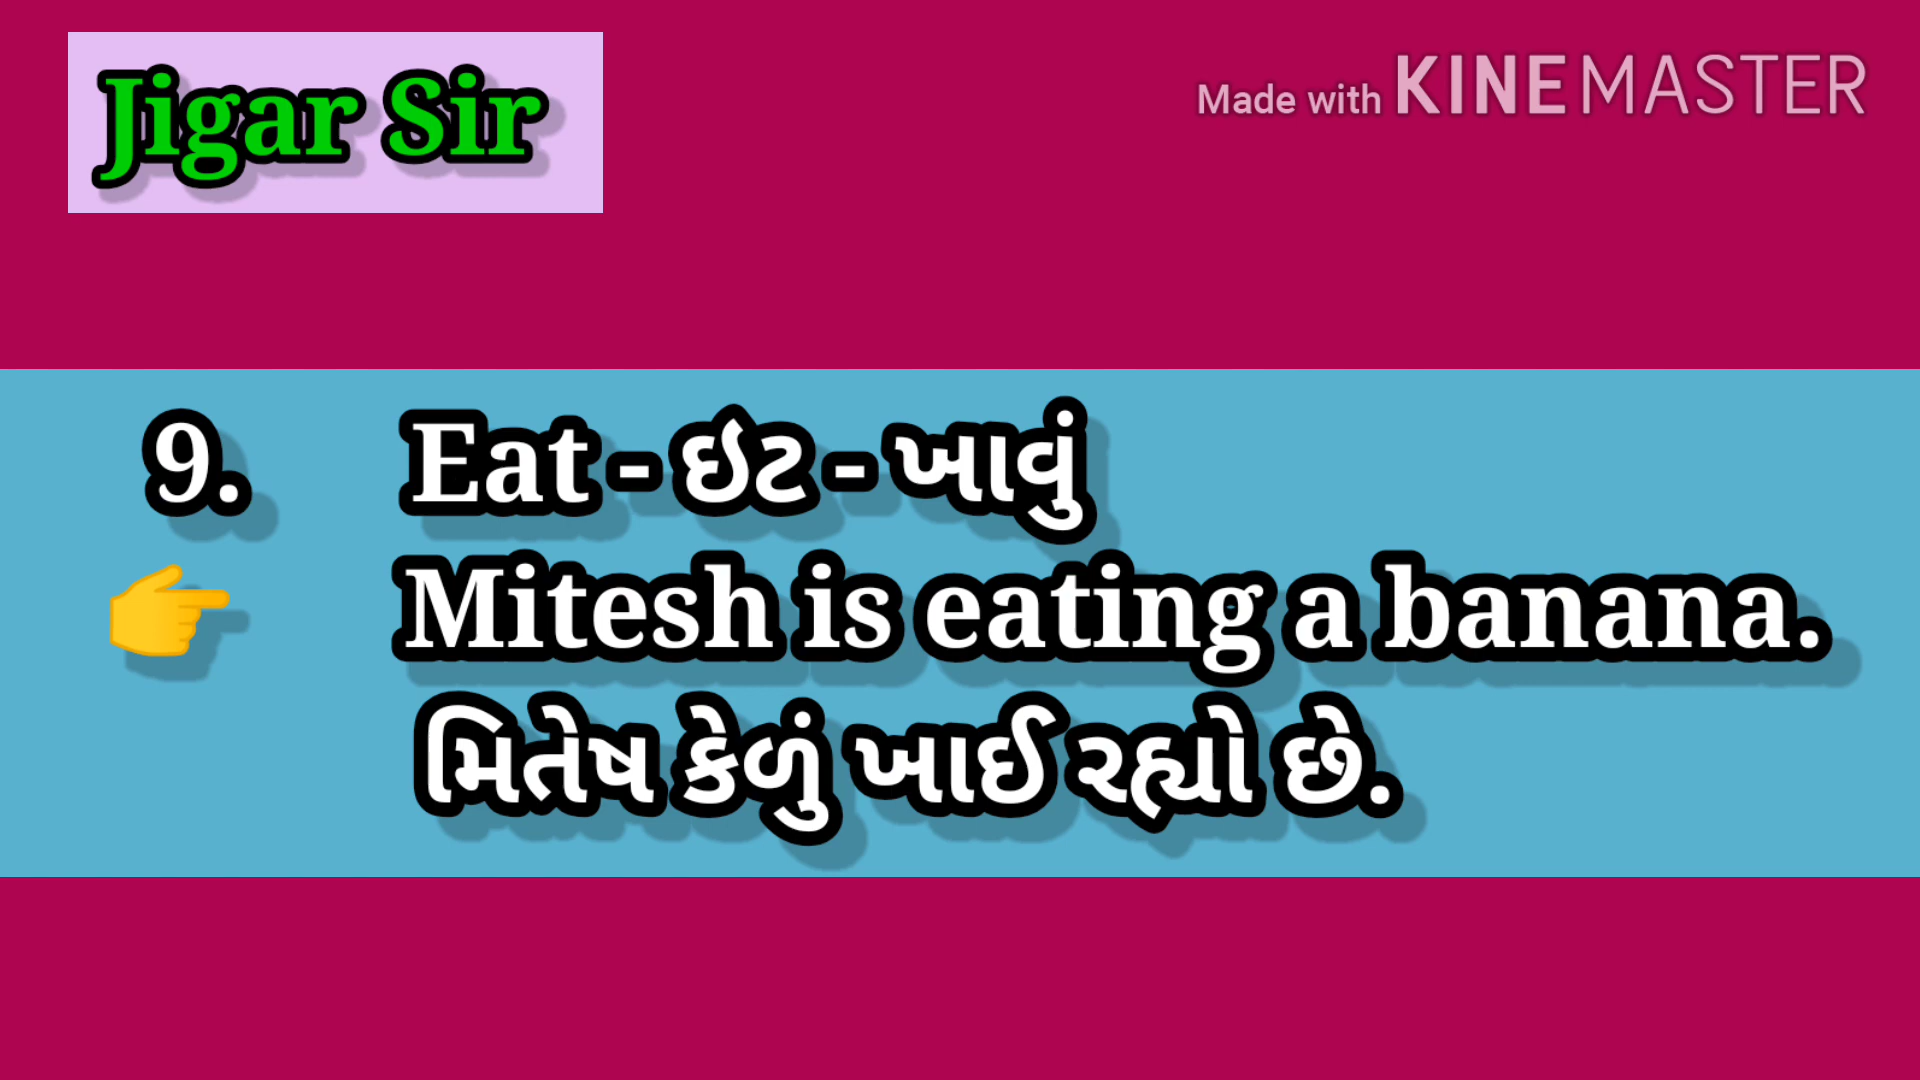 Jigar Sir
Made with KINEMASTER
9. Eat - ઇટ - ખાવું
👉 Mitesh is eating a banana.
મિતેષ કેળું ખાઈ રહ્યો છે.